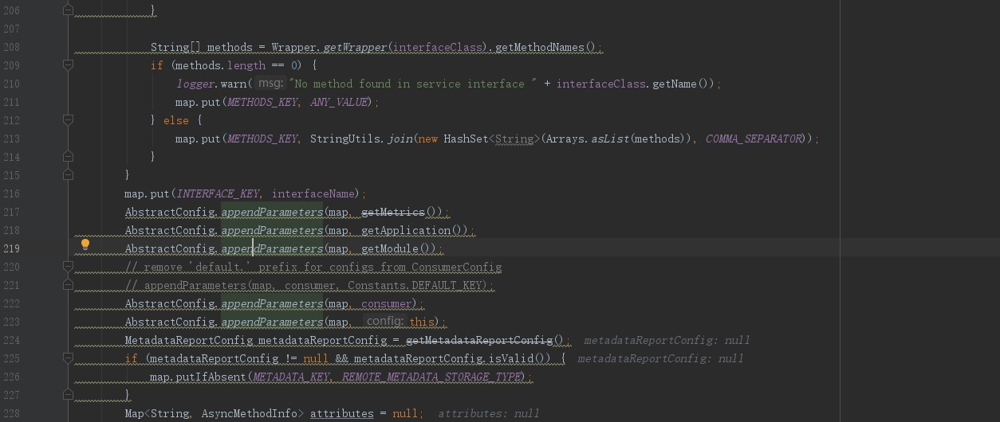 206 }
207
208 String[] methods = Wrapper.getWrapper(interfaceClass).getMethodNames();
209 if (methods.length == 0) {
210 logger.warn( msg: "No method found in service interface " + interfaceClass.getName());
211 map.put(METHODS_KEY, ANY_VALUE);
212 } else {
213 map.put(METHODS_KEY, StringUtils.join(new HashSet<String>(Arrays.asList(methods)), COMMA_SEPARATOR));
214 }
215 }
216 map.put(INTERFACE_KEY, interfaceName);
217 AbstractConfig.appendParameters(map, getMetrics());
218 AbstractConfig.appendParameters(map, getApplication());
219 AbstractConfig.appendParameters(map, getModule());
220 // remove 'default.' prefix for configs from ConsumerConfig
221 // appendParameters(map, consumer, Constants.DEFAULT_KEY);
222 AbstractConfig.appendParameters(map, consumer);
223 AbstractConfig.appendParameters(map, config: this);
224 MetadataReportConfig metadataReportConfig = getMetadataReportConfig(); metadataReportConfig: null
225 if (metadataReportConfig != null && metadataReportConfig.isValid()) { metadataReportConfig: null
226 map.putIfAbsent(METADATA_KEY, REMOTE_METADATA_STORAGE_TYPE);
227 }
228 Map<String, AsyncMethodInfo> attributes = null; attributes: null